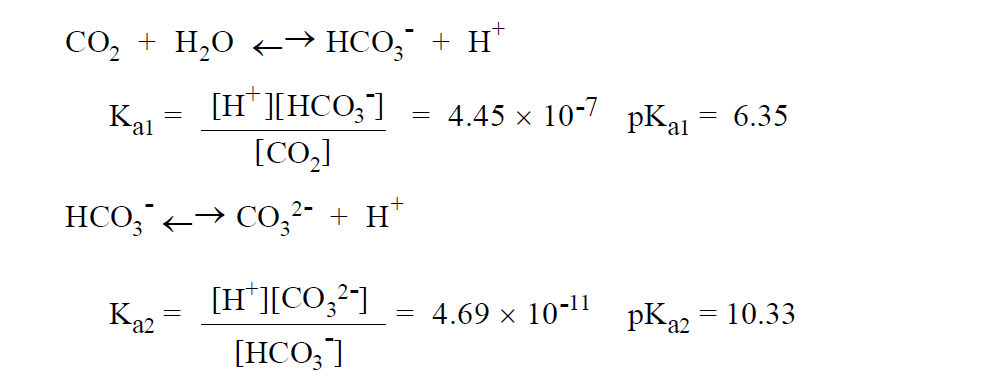 CO₂ + H₂O ←→ HCO₃⁻ + H⁺
Ka1 = [H⁺][HCO₃⁻] / [CO₂] = 4.45 × 10⁻⁷ pKa1 = 6.35
HCO₃⁻ ←→ CO₃²⁻ + H⁺
Ka2 = [H⁺][CO₃²⁻] / [HCO₃⁻] = 4.69 × 10⁻¹¹ pKa2 = 10.33